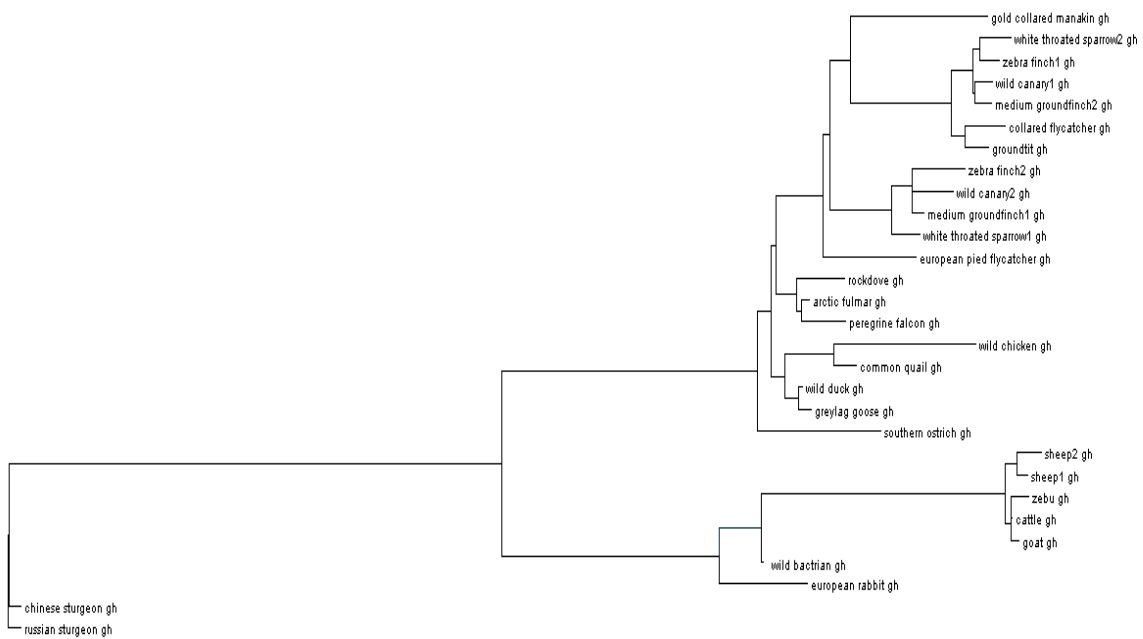 gold collared manakin gh
white throated sparrow2 gh
zebra finch1 gh
wild canary1 gh
medium groundfinch2 gh
collared flycatcher gh
groundtit gh
zebra finch2 gh
wild canary2 gh
medium groundfinch1 gh
white throated sparrow1 gh
european pied flycatcher gh
rockdove gh
arctic fulmar gh
peregrine falcon gh
wild chicken gh
common quail gh
wild duck gh
greylag goose gh
southern ostrich gh
sheep2 gh
sheep1 gh
zebu gh
cattle gh
goat gh
wild bactrian gh
european rabbit gh
chinese sturgeon gh
russian sturgeon gh